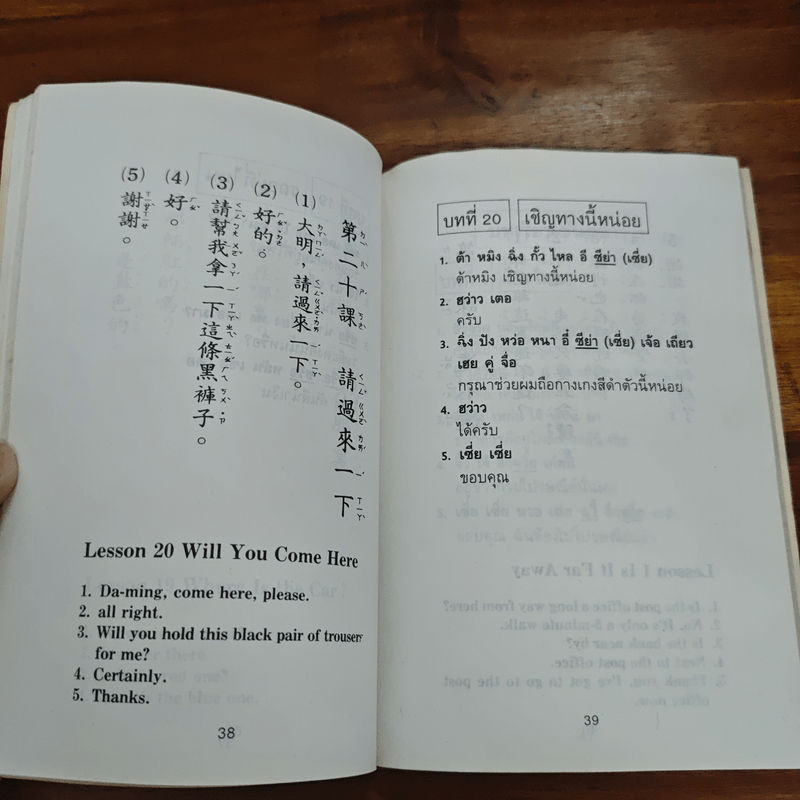 第二十課 請過來一下
(1) 大明，請過來一下。
(2) 好的。
(3) 請幫我拿一下這條黑褲子。
(4) 好。
(5) 謝謝。
Lesson 20 Will You Come Here
1. Da-ming, come here, please.
2. all right.
3. Will you hold this black pair of trousers
for me?
4. Certainly.
5. Thanks.
38
บทที่ 20 เชิญทางนี้หน่อย
1. ต้า หมิง ฉิ่ง กั้ว ไหล อี ซีย่า (เซี่ย)
ต้าหมิง เชิญทางนี้หน่อย
2. ฮว่าว เตอ
ครับ
3. ฉิ่ง ปัง หว่อ หนา อี๋ ซีย่า (เซี่ย) เจ้อ เถียว
เฮย คู่ จื่อ
กรุณาช่วยผมถือกางเกงสีดำตัวนี้หน่อย
4. ฮว่าว
ได้ครับ
5. เซี่ย เซี่ย
ขอบคุณ
39